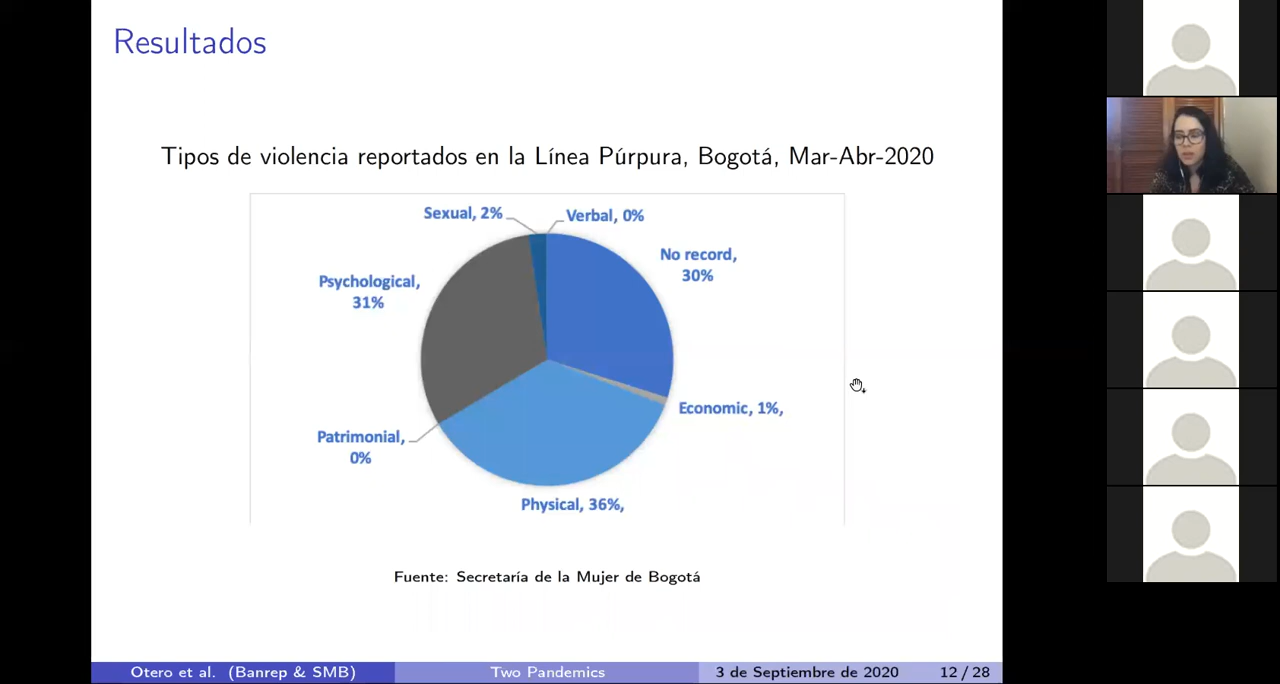 Resultados
Tipos de violencia reportados en la Línea Púrpura, Bogotá, Mar-Abr-2020
Sexual, 2%
Verbal, 0%
No record,
30%
Psychological,
31%
Economic, 1%,
Patrimonial,
0%
Physical, 36%,
Fuente: Secretaría de la Mujer de Bogotá
Otero et al. (Banrep & SMB)
Two Pandemics
3 de Septiembre de 2020
12 / 28